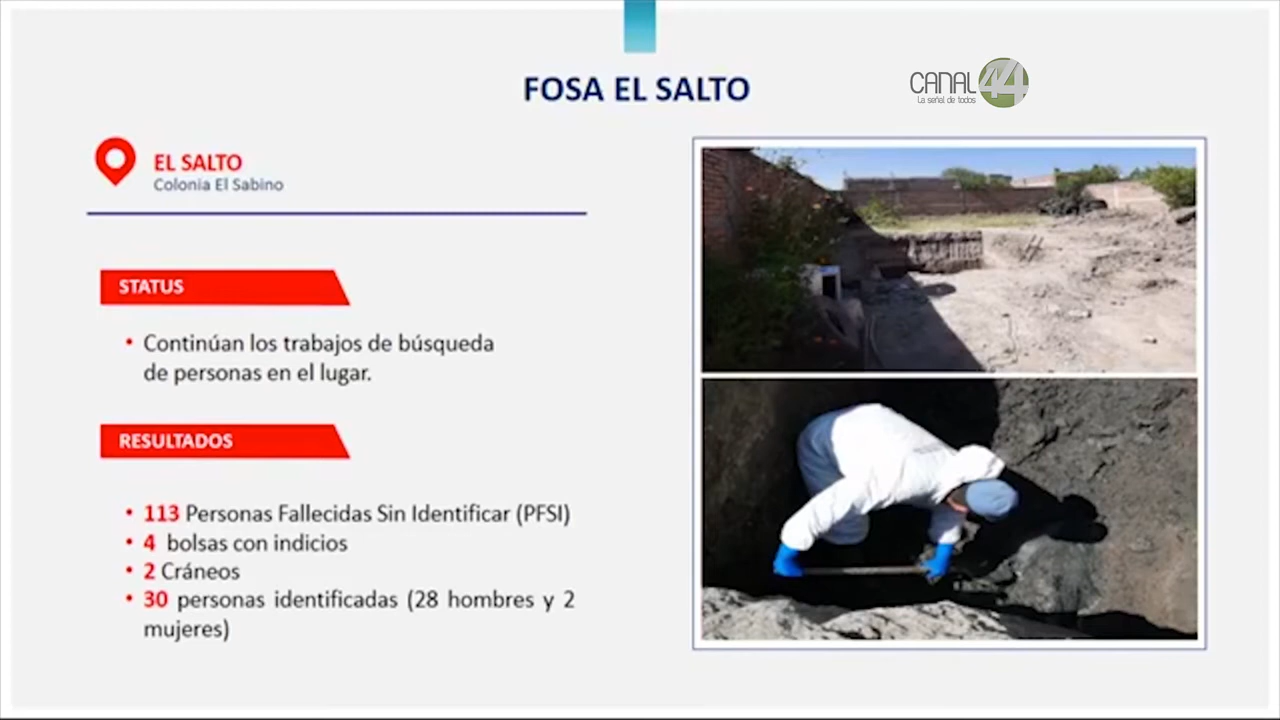 FOSA EL SALTO
CANAL 44
La señal de todos
EL SALTO
Colonia El Sabino
STATUS
• Continúan los trabajos de búsqueda
de personas en el lugar.
RESULTADOS
• 113 Personas Fallecidas Sin Identificar (PFSI)
• 4 bolsas con indicios
• 2 Cráneos
• 30 personas identificadas (28 hombres y 2
mujeres)